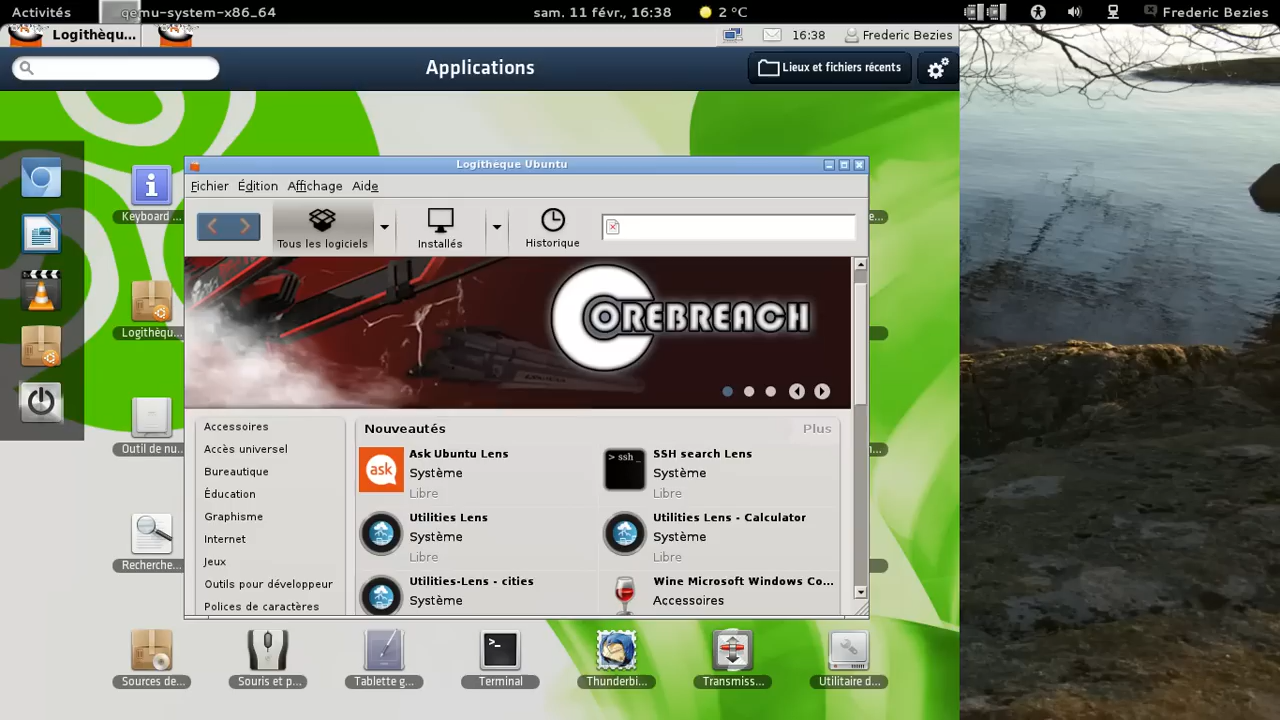 Activités
qemu-system-x86_64
sam. 11 févr., 16:38
2 °C
Frederic Bezies
Logithèqu...
16:38
Frederic Bezies
Applications
Lieux et fichiers récents
Keyboard ...
Logithèqu...
Outil de nu...
Recherche...
Logithèque Ubuntu
Fichier Édition Affichage Aide
Tous les logiciels
Installés
Historique
COREBREACH
Accessoires
Accès universel
Bureautique
Éducation
Graphisme
Internet
Jeux
Outils pour développeur
Polices de caractères
Nouveautés
Plus
ask
Ask Ubuntu Lens
Système
Libre
> ssh_
SSH search Lens
Système
Libre
Utilities Lens
Système
Libre
Utilities Lens - Calculator
Système
Libre
Utilities-Lens - cities
Système
Wine Microsoft Windows Co...
Accessoires
Sources de...
Souris et p...
Tablette g...
Terminal
Thunderbi...
Transmiss...
Utilitaire d...